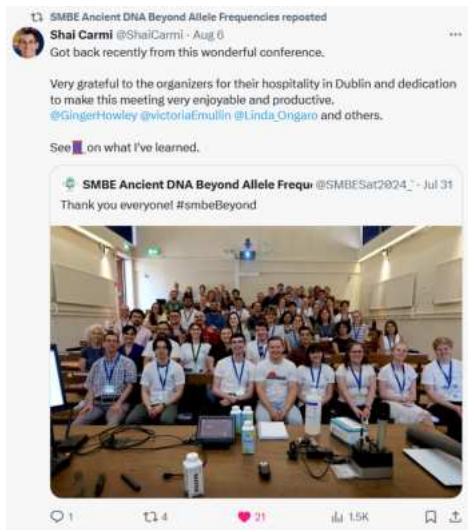 SMBE Ancient DNA Beyond Allele Frequencies reposted
Shai Carmi @ShaiCarmi · Aug 6
Got back recently from this wonderful conference.
Very grateful to the organizers for their hospitality in Dublin and dedication
to make this meeting very enjoyable and productive.
@GingerHowley @victoriaEmullin @Linda_Ongaro and others.
See🧵on what I've learned.
SMBE Ancient DNA Beyond Allele Frequ @SMBESat2024_ · Jul 31
Thank you everyone! #smbeBeyond
1 4 21 1.5K